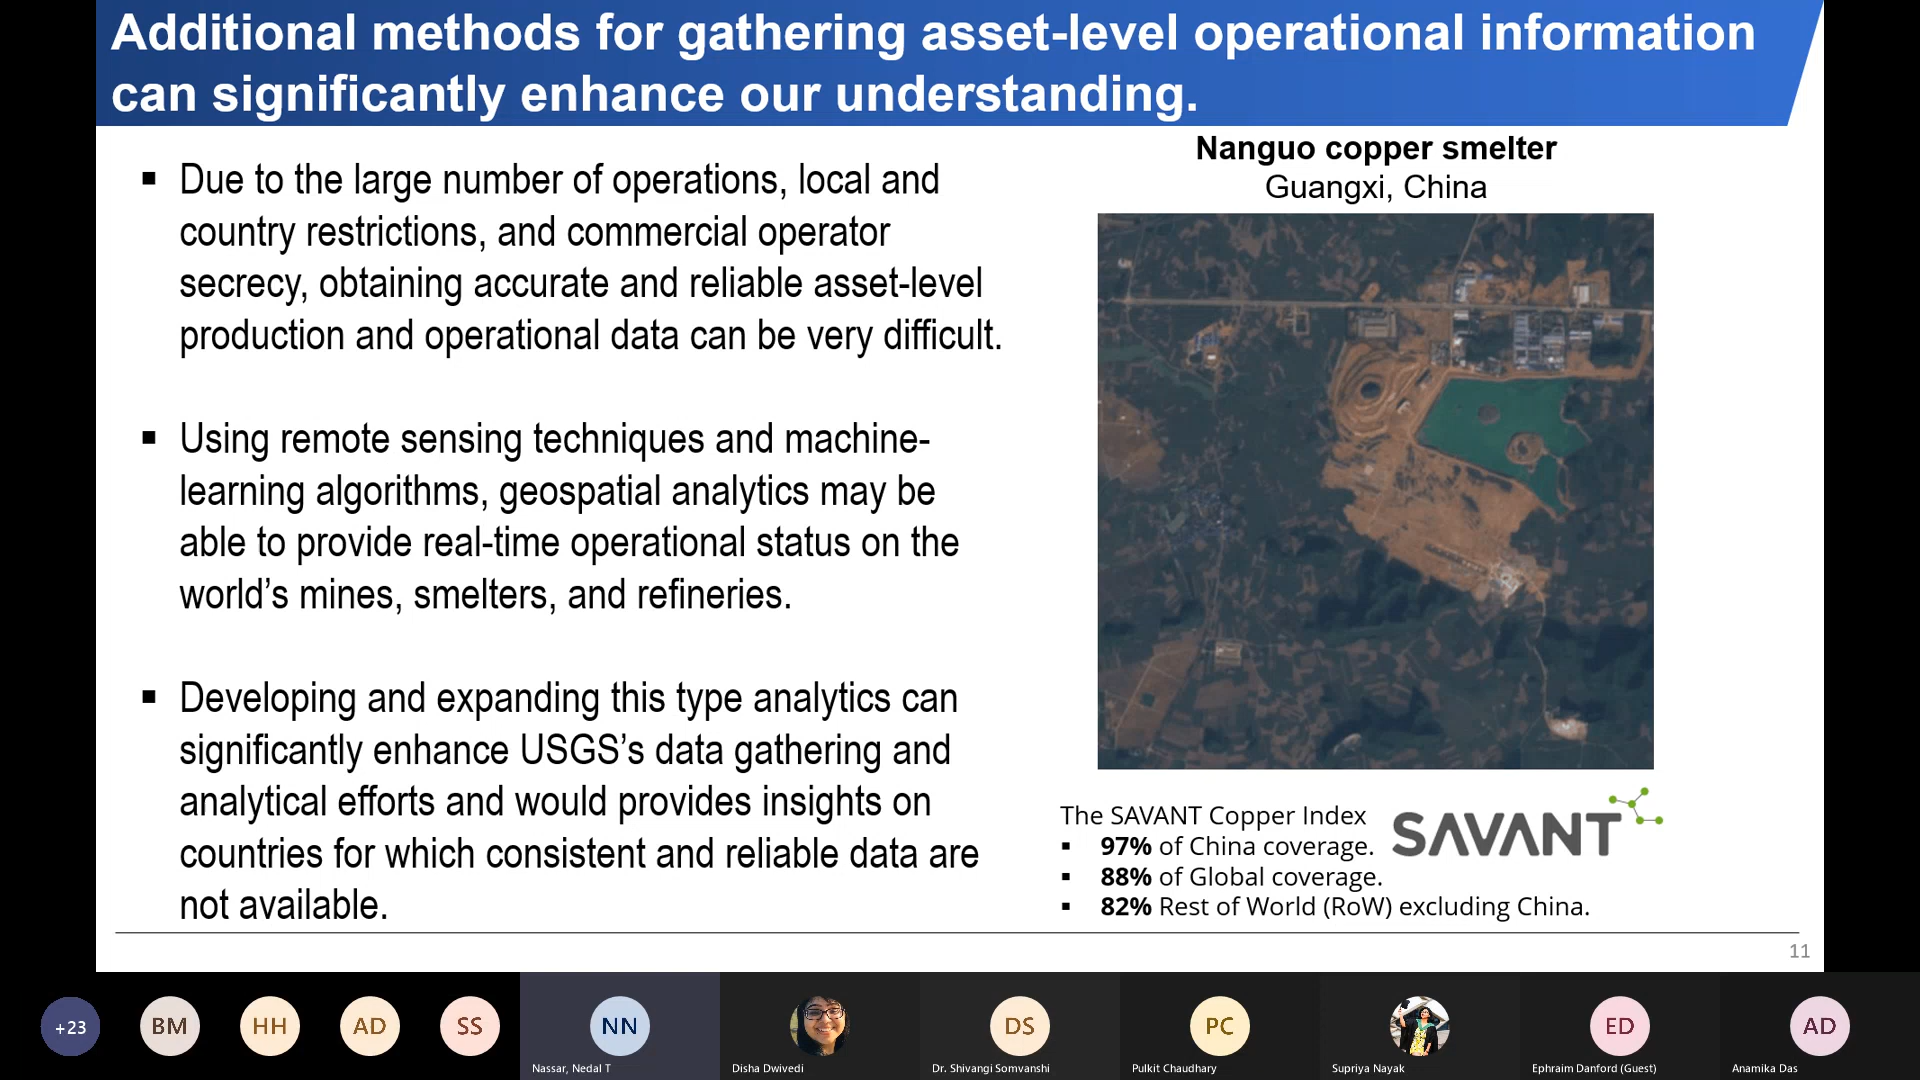 Additional methods for gathering asset-level operational information
can significantly enhance our understanding.
▪ Due to the large number of operations, local and
country restrictions, and commercial operator
secrecy, obtaining accurate and reliable asset-level
production and operational data can be very difficult.
▪ Using remote sensing techniques and machine-
learning algorithms, geospatial analytics may be
able to provide real-time operational status on the
world’s mines, smelters, and refineries.
▪ Developing and expanding this type analytics can
significantly enhance USGS’s data gathering and
analytical efforts and would provides insights on
countries for which consistent and reliable data are
not available.
Nanguo copper smelter
Guangxi, China
The SAVANT Copper Index
▪ 97% of China coverage.
▪ 88% of Global coverage.
▪ 82% Rest of World (RoW) excluding China.
SAVANT
11
+23
BM
HH
AD
SS
NN
Nassar, Nedal T
Disha Dwivedi
DS
Dr. Shivangi Somvanshi
PC
Pulkit Chaudhary
Supriya Nayak
ED
Ephraim Danford (Guest)
AD
Anamika Das